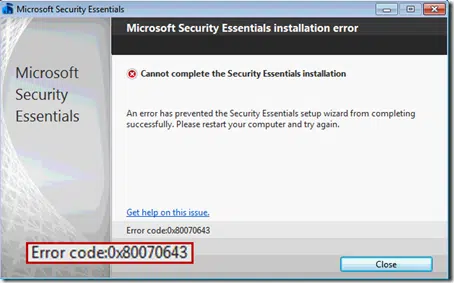 Microsoft Security Essentials
Microsoft Security Essentials installation error
Microsoft
Security
Essentials
Cannot complete the Security Essentials installation
An error has prevented the Security Essentials setup wizard from completing
successfully. Please restart your computer and try again.
Get help on this issue.
Error code:0x80070643
Error code:0x80070643
Close